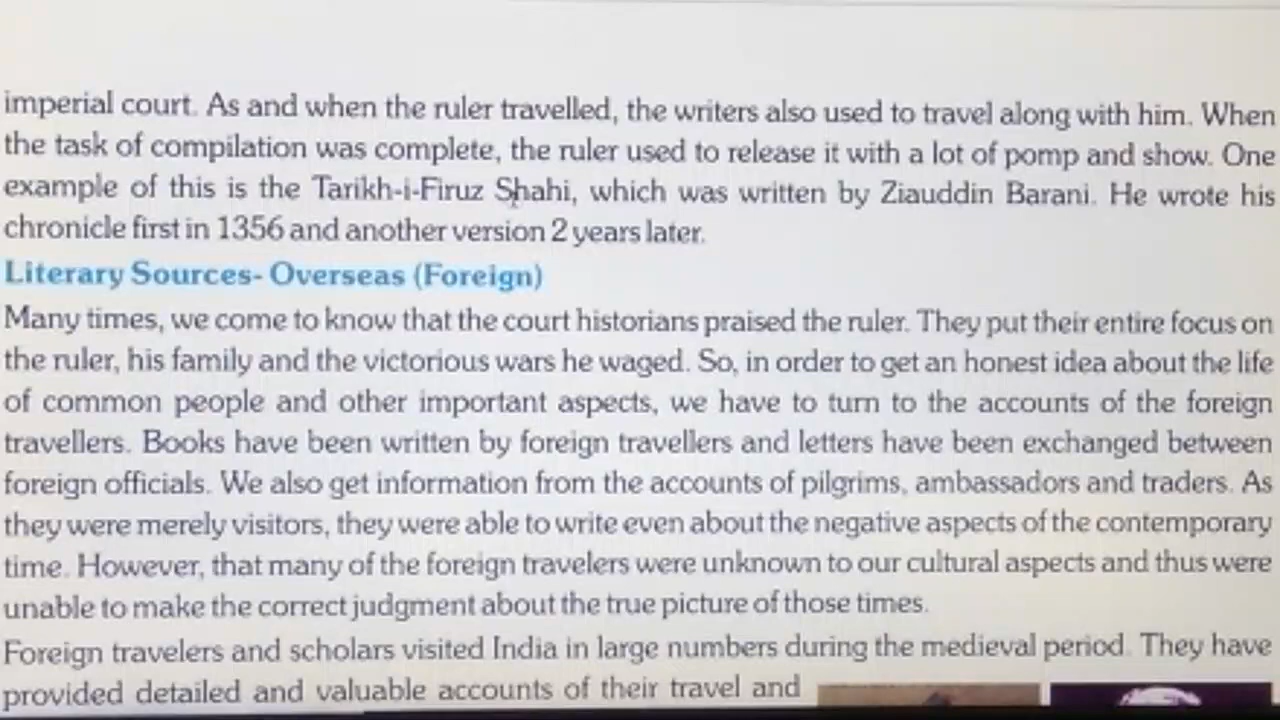 imperial court. As and when the ruler travelled, the writers also used to travel along with him. When
the task of compilation was complete, the ruler used to release it with a lot of pomp and show. One
example of this is the Tarikh-i-Firuz Shahi, which was written by Ziauddin Barani. He wrote his
chronicle first in 1356 and another version 2 years later.
Literary Sources- Overseas (Foreign)
Many times, we come to know that the court historians praised the ruler. They put their entire focus on
the ruler, his family and the victorious wars he waged. So, in order to get an honest idea about the life
of common people and other important aspects, we have to turn to the accounts of the foreign
travellers. Books have been written by foreign travellers and letters have been exchanged between
foreign officials. We also get information from the accounts of pilgrims, ambassadors and traders. As
they were merely visitors, they were able to write even about the negative aspects of the contemporary
time. However, that many of the foreign travelers were unknown to our cultural aspects and thus were
unable to make the correct judgment about the true picture of those times.
Foreign travelers and scholars visited India in large numbers during the medieval period. They have
provided detailed and valuable accounts of their travel and